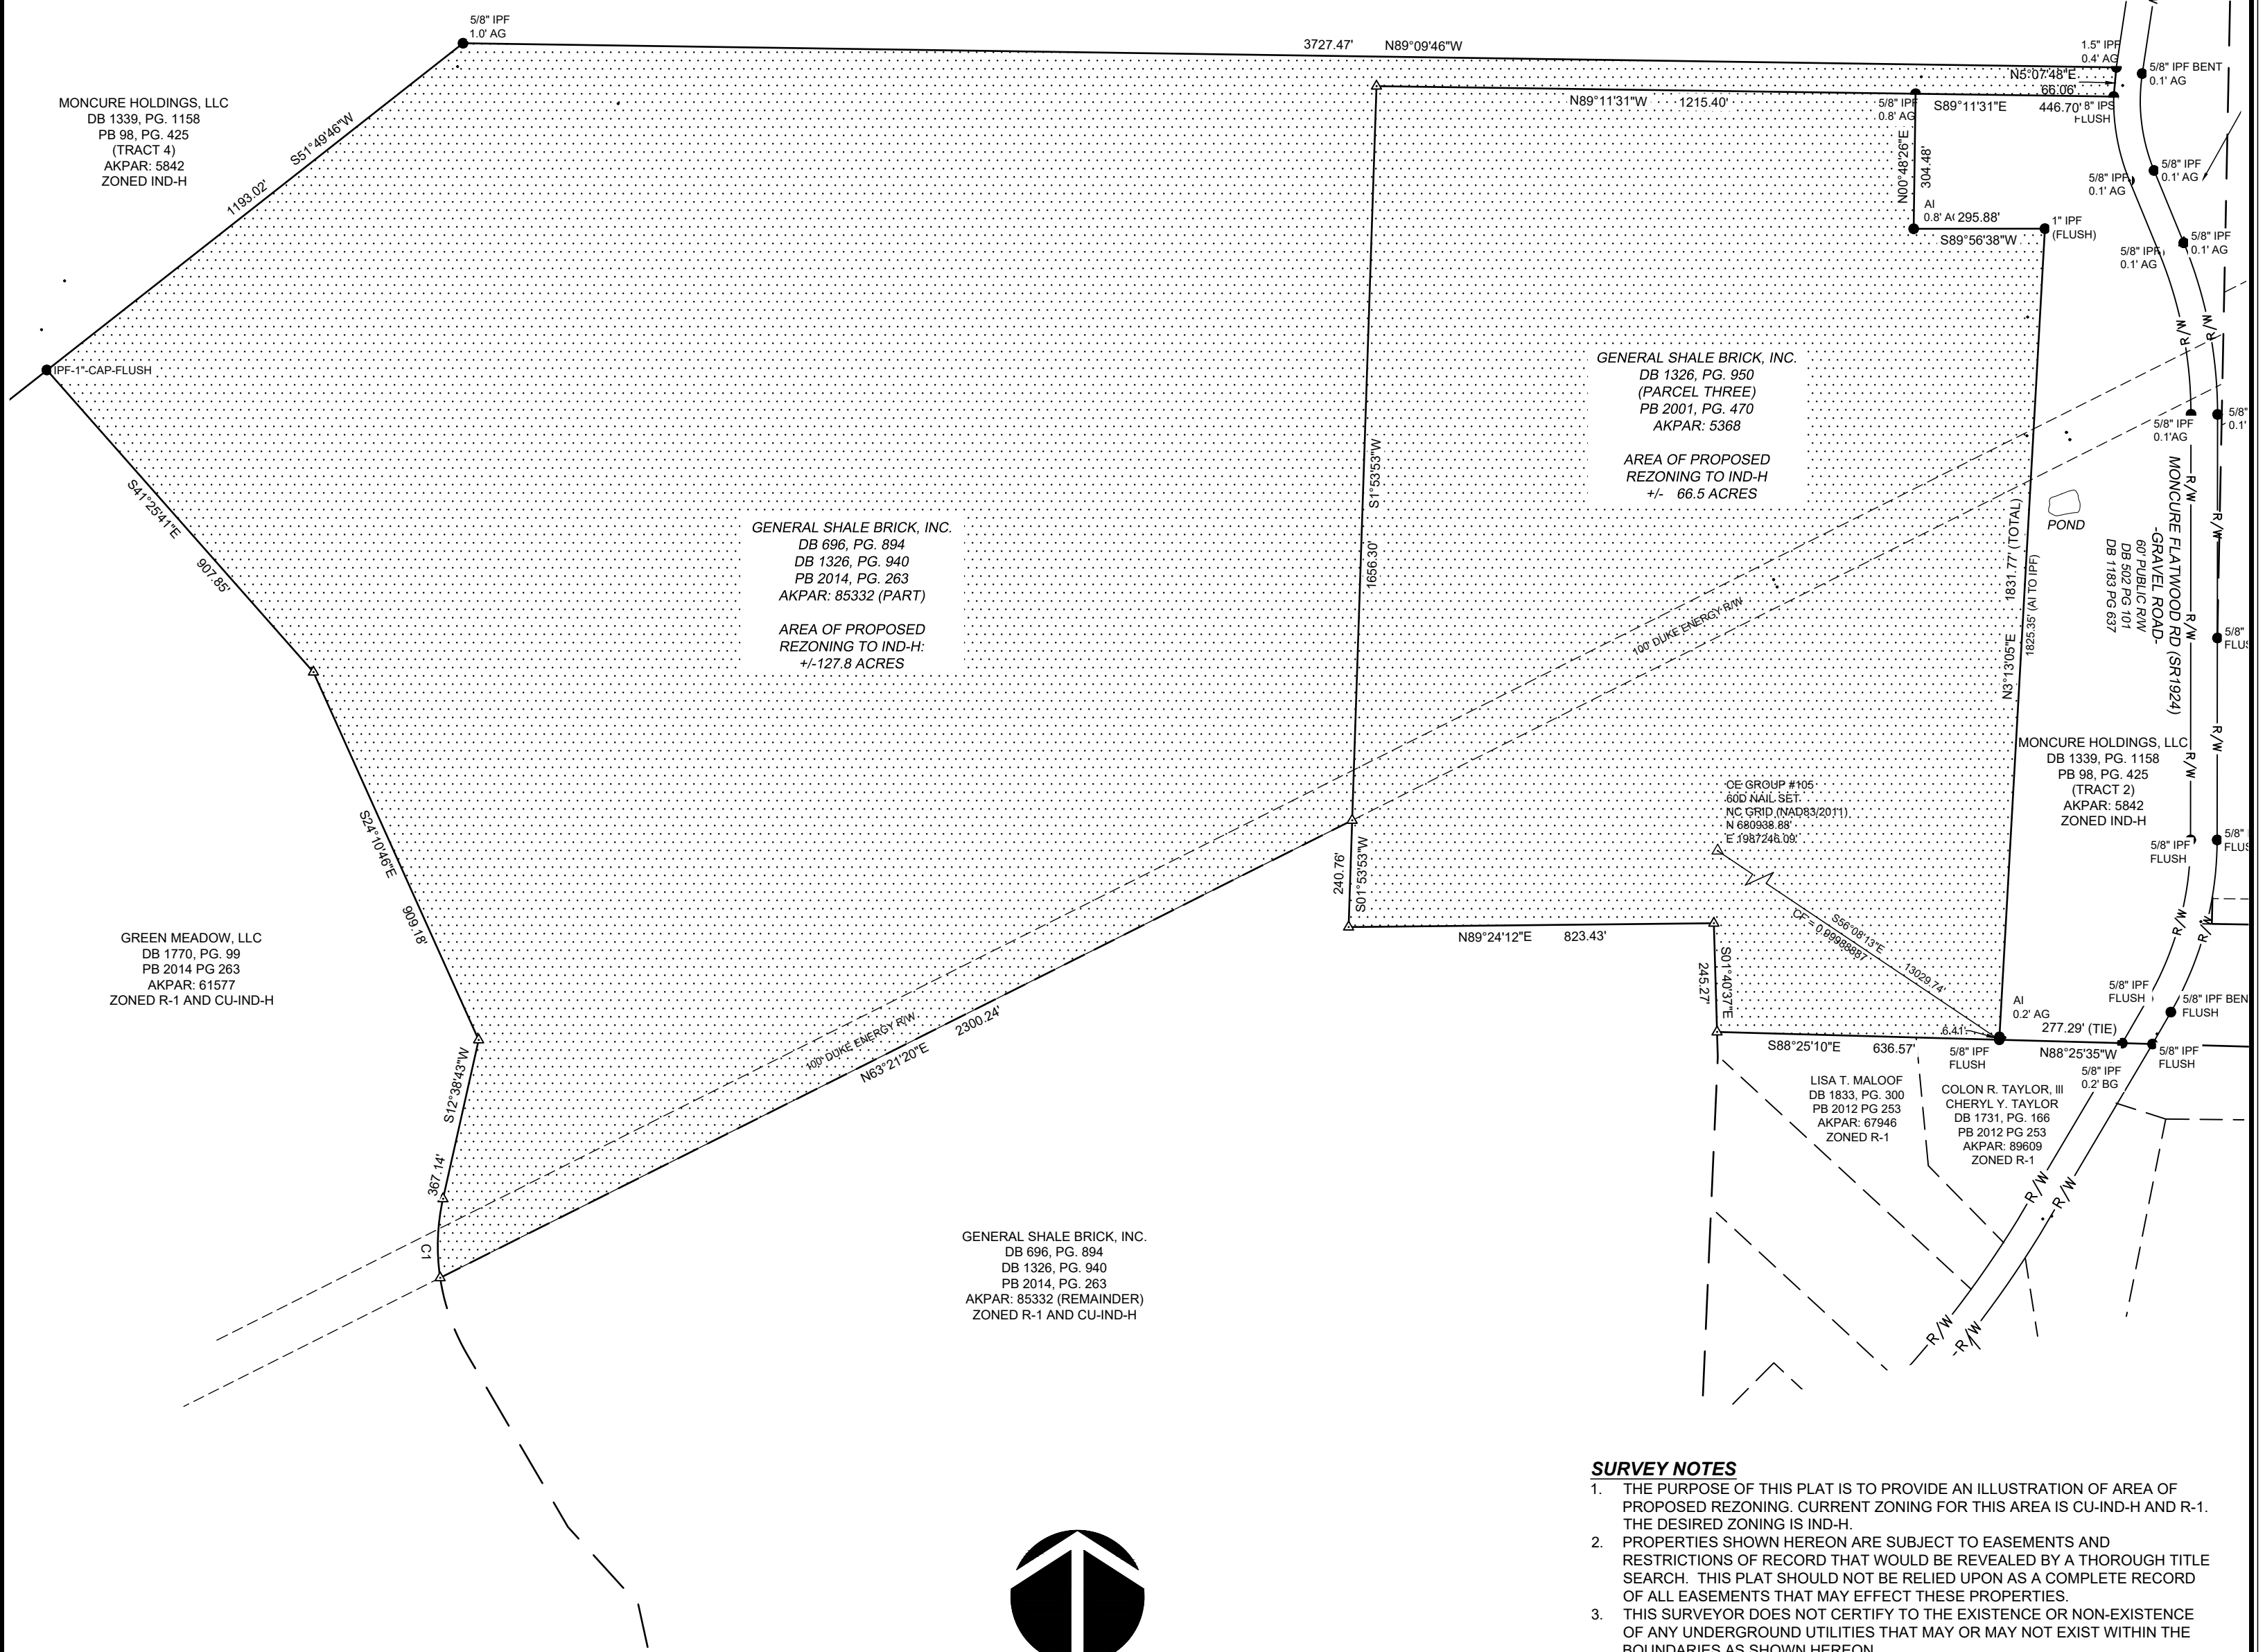 5/8" IPF
1.0' AG
3727.47' N89°09'46"W
1.5" IPF
0.4' AG
5/8" IPF BENT
0.1' AG
N5°07'48"E
66.06'
MONCURE HOLDINGS, LLC
DB 1339, PG. 1158
PB 98, PG. 425
(TRACT 4)
AKPAR: 5842
ZONED IND-H
S51°49'46"W
1193.02'
N89°11'31"W 1215.40'
5/8" IPF
0.8' AG
S89°11'31"E 446.70'
8" IPS
FLUSH
N00°48'26"E
304.48'
5/8" IPF
0.1' AG
5/8" IPF
0.1' AG
AI
0.8' A 295.88'
S89°56'38"W
1" IPF
(FLUSH)
5/8" IPF
0.1' AG
5/8" IPF
0.1' AG
R/W
R/W
IPF-1"-CAP-FLUSH
GENERAL SHALE BRICK, INC.
DB 1326, PG. 950
(PARCEL THREE)
PB 2001, PG. 470
AKPAR: 5368
AREA OF PROPOSED
REZONING TO IND-H
+/- 66.5 ACRES
5/8" IPF
0.1'AG
5/8"
0.1'
S1°53'53"W
1656.30'
S41°25'41"E
907.85'
GENERAL SHALE BRICK, INC.
DB 696, PG. 894
DB 1326, PG. 940
PB 2014, PG. 263
AKPAR: 85332 (PART)
AREA OF PROPOSED
REZONING TO IND-H:
+/-127.8 ACRES
100' DUKE ENERGY R/W
N3°13'05"E 1831.77' (TOTAL)
1825.35' (AI TO IPF)
POND
MONCURE FLATWOOD RD (SR1924)
-GRAVEL ROAD-
60' PUBLIC R/W
DB 502 PG 101
DB 1183 PG 637
R/W
R/W
R/W
R/W
R/W
5/8"
FLUS
MONCURE HOLDINGS, LLC
DB 1339, PG. 1158
PB 98, PG. 425
(TRACT 2)
AKPAR: 5842
ZONED IND-H
CE GROUP #105
60D NAIL SET
NC GRID (NAD83/2011)
N 680938.88'
E 1987246.09'
S24°10'46"E
909.18'
5/8" IPF
FLUSH
5/8"
FLUS
240.76'
S01°53'53"W
N89°24'12"E 823.43'
S56°08'13"E
CF = 0.99988887
13029.74'
R/W
R/W
GREEN MEADOW, LLC
DB 1770, PG. 99
PB 2014 PG 263
AKPAR: 61577
ZONED R-1 AND CU-IND-H
245.27'
S01°40'37"E
5/8" IPF
FLUSH
5/8" IPF BEN
FLUSH
AI
0.2' AG
277.29' (TIE)
6.41'
S88°25'10"E 636.57'
5/8" IPF
FLUSH
N88°25'35"W
5/8" IPF
FLUSH
5/8" IPF
0.2' BG
100' DUKE ENERGY R/W
N63°21'20"E 2300.24'
S12°38'43"W
367.14'
LISA T. MALOOF
DB 1833, PG. 300
PB 2012 PG 253
AKPAR: 67946
ZONED R-1
COLON R. TAYLOR, III
CHERYL Y. TAYLOR
DB 1731, PG. 166
PB 2012 PG 253
AKPAR: 89609
ZONED R-1
R/W
R/W
C1
GENERAL SHALE BRICK, INC.
DB 696, PG. 894
DB 1326, PG. 940
PB 2014, PG. 263
AKPAR: 85332 (REMAINDER)
ZONED R-1 AND CU-IND-H
R/W
R/W
SURVEY NOTES
1. THE PURPOSE OF THIS PLAT IS TO PROVIDE AN ILLUSTRATION OF AREA OF
PROPOSED REZONING. CURRENT ZONING FOR THIS AREA IS CU-IND-H AND R-1.
THE DESIRED ZONING IS IND-H.
2. PROPERTIES SHOWN HEREON ARE SUBJECT TO EASEMENTS AND
RESTRICTIONS OF RECORD THAT WOULD BE REVEALED BY A THOROUGH TITLE
SEARCH. THIS PLAT SHOULD NOT BE RELIED UPON AS A COMPLETE RECORD
OF ALL EASEMENTS THAT MAY EFFECT THESE PROPERTIES.
3. THIS SURVEYOR DOES NOT CERTIFY TO THE EXISTENCE OR NON-EXISTENCE
OF ANY UNDERGROUND UTILITIES THAT MAY OR MAY NOT EXIST WITHIN THE
BOUNDARIES AS SHOWN HEREON